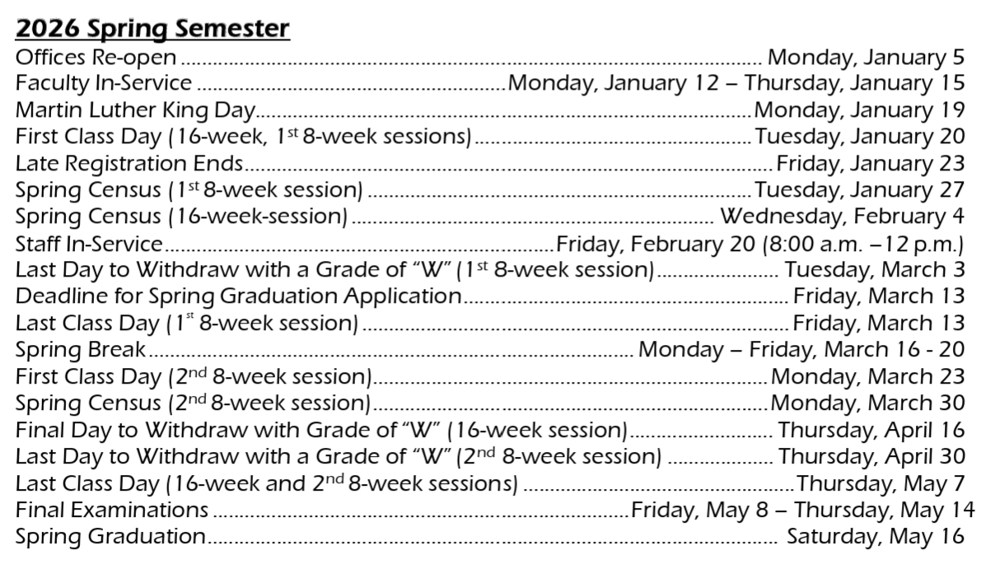 2026 Spring Semester
Offices Re-open ........ Monday, January 5
Faculty In-Service ........ Monday, January 12 – Thursday, January 15
Martin Luther King Day........ Monday, January 19
First Class Day (16-week, 1st 8-week sessions) ........ Tuesday, January 20
Late Registration Ends........ Friday, January 23
Spring Census (1st 8-week session) ........ Tuesday, January 27
Spring Census (16-week-session) ........ Wednesday, February 4
Staff In-Service........ Friday, February 20 (8:00 a.m. –12 p.m.)
Last Day to Withdraw with a Grade of “W” (1st 8-week session)........ Tuesday, March 3
Deadline for Spring Graduation Application........ Friday, March 13
Last Class Day (1st 8-week session) ........ Friday, March 13
Spring Break........ Monday – Friday, March 16 - 20
First Class Day (2nd 8-week session)........ Monday, March 23
Spring Census (2nd 8-week session)........ Monday, March 30
Final Day to Withdraw with Grade of “W” (16-week session)........ Thursday, April 16
Last Day to Withdraw with a Grade of “W” (2nd 8-week session) ........ Thursday, April 30
Last Class Day (16-week and 2nd 8-week sessions) ........ Thursday, May 7
Final Examinations ........ Friday, May 8 – Thursday, May 14
Spring Graduation........ Saturday, May 16